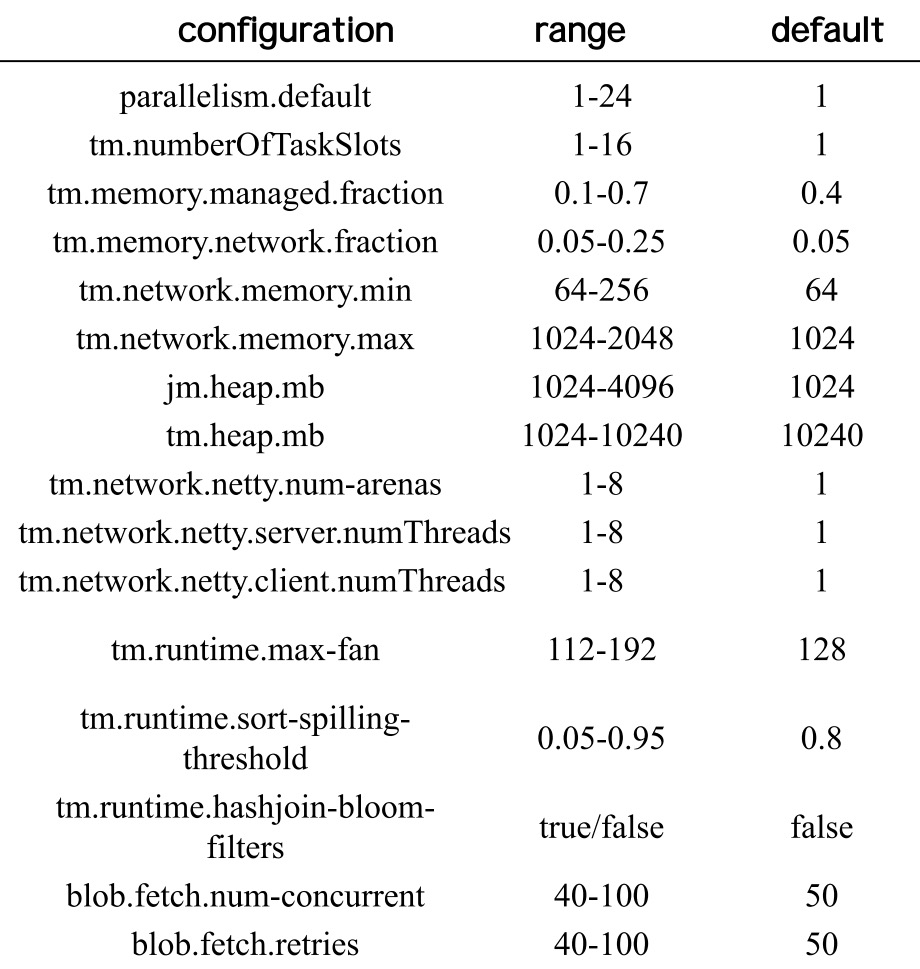 configuration range default
parallelism.default 1-24 1
tm.numberOfTaskSlots 1-16 1
tm.memory.managed.fraction 0.1-0.7 0.4
tm.memory.network.fraction 0.05-0.25 0.05
tm.network.memory.min 64-256 64
tm.network.memory.max 1024-2048 1024
jm.heap.mb 1024-4096 1024
tm.heap.mb 1024-10240 10240
tm.network.netty.num-arenas 1-8 1
tm.network.netty.server.numThreads 1-8 1
tm.network.netty.client.numThreads 1-8 1
tm.runtime.max-fan 112-192 128
tm.runtime.sort-spilling-
threshold 0.05-0.95 0.8
tm.runtime.hashjoin-bloom-
filters true/false false
blob.fetch.num-concurrent 40-100 50
blob.fetch.retries 40-100 50